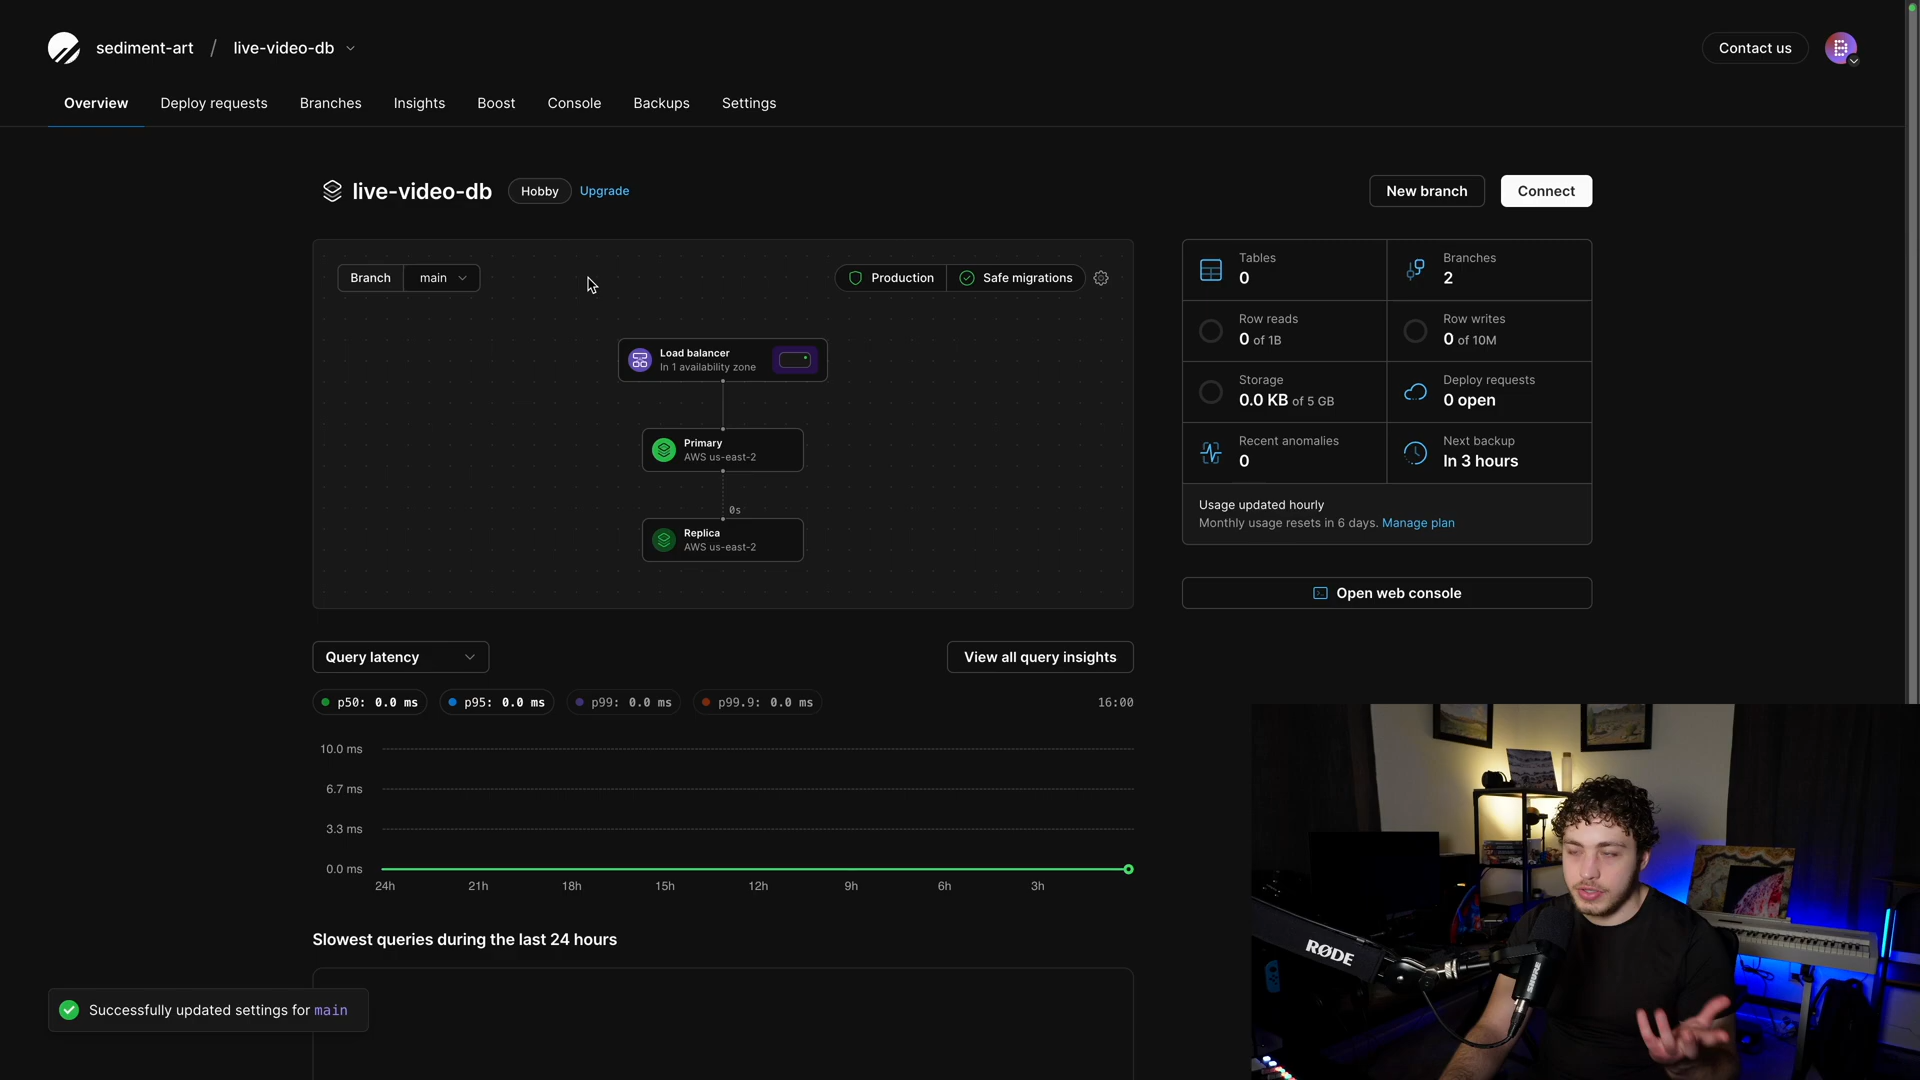 sediment-art / live-video-db
Contact us
Overview Deploy requests Branches Insights Boost Console Backups Settings
live-video-db Hobby Upgrade
New branch Connect
Branch main
Production Safe migrations
Load balancer
In 1 availability zone
Primary
AWS us-east-2
0s
Replica
AWS us-east-2
Tables
0
Branches
2
Row reads
0 of 1B
Row writes
0 of 10M
Storage
0.0 KB of 5 GB
Deploy requests
0 open
Recent anomalies
0
Next backup
In 3 hours
Usage updated hourly
Monthly usage resets in 6 days. Manage plan
Open web console
Query latency
View all query insights
p50: 0.0 ms p95: 0.0 ms p99: 0.0 ms p99.9: 0.0 ms
16:00
10.0 ms
6.7 ms
3.3 ms
0.0 ms
24h 21h 18h 15h 12h 9h 6h 3h
Slowest queries during the last 24 hours
Successfully updated settings for main
RØDE
SHURE